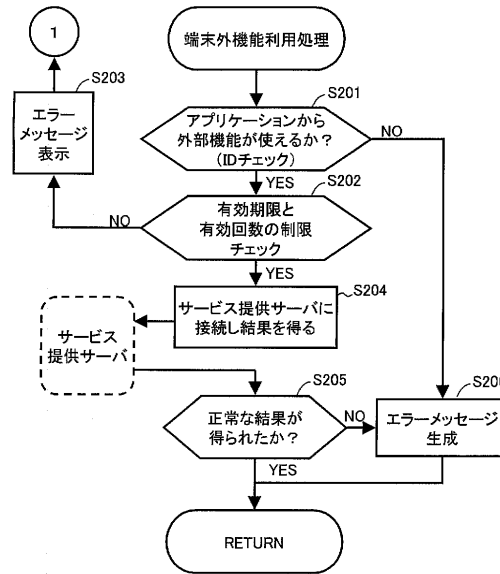 1
端末外機能利用処理
S203
S201
エラー
メッセージ
表示
アプリケーションから
外部機能が使えるか？
（IDチェック）
NO
YES
S202
有効期限と
有効回数の制限
チェック
NO
YES
S204
サービス提供サーバに
接続し結果を得る
サービス
提供サーバ
S205
S20
正常な結果が
得られたか？
NO
エラーメッセージ
生成
YES
RETURN